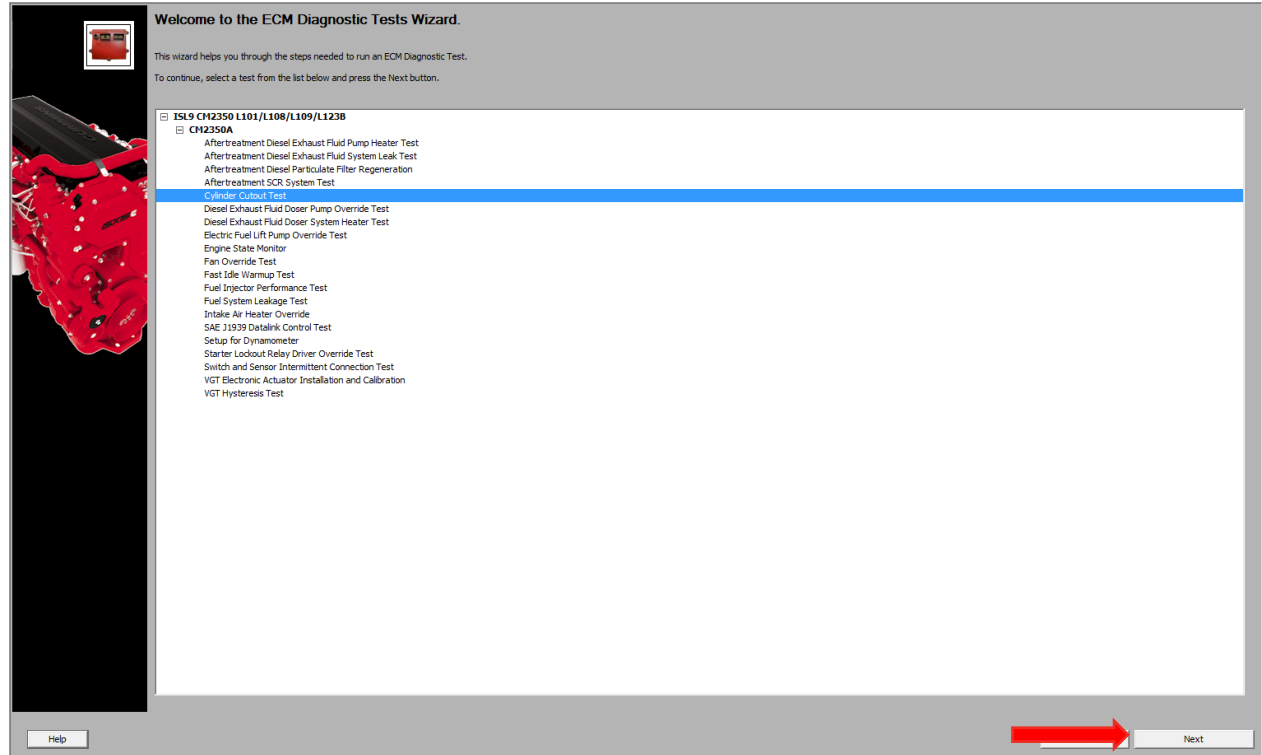 Welcome to the ECM Diagnostic Tests Wizard.
This wizard helps you through the steps needed to run an ECM Diagnostic Test.
To continue, select a test from the list below and press the Next button.
ISL9 CM2350 L101/L108/L109/L123B
CM2350A
Aftertreatment Diesel Exhaust Fluid Pump Heater Test
Aftertreatment Diesel Exhaust Fluid System Leak Test
Aftertreatment Diesel Particulate Filter Regeneration
Aftertreatment SCR System Test
Cylinder Cutout Test
Diesel Exhaust Fluid Doser Pump Override Test
Diesel Exhaust Fluid Doser System Heater Test
Electric Fuel Lift Pump Override Test
Engine State Monitor
Fan Override Test
Fast Idle Warmup Test
Fuel Injector Performance Test
Fuel System Leakage Test
Intake Air Heater Override
SAE J1939 Datalink Control Test
Setup for Dynamometer
Starter Lockout Relay Driver Override Test
Switch and Sensor Intermittent Connection Test
VGT Electronic Actuator Installation and Calibration
VGT Hysteresis Test
Help
Next